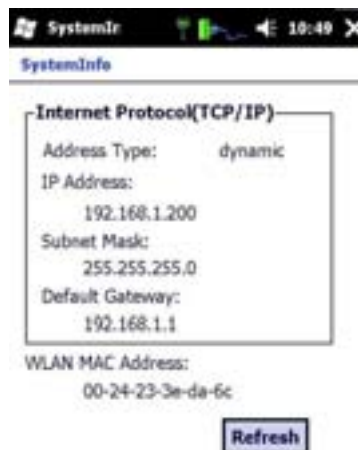 SystemIn 10:49
SystemInfo
Internet Protocol(TCP/IP)
Address Type: dynamic
IP Address:
192.168.1.200
Subnet Mask:
255.255.255.0
Default Gateway:
192.168.1.1
WLAN MAC Address:
00-24-23-3e-da-6c
Refresh